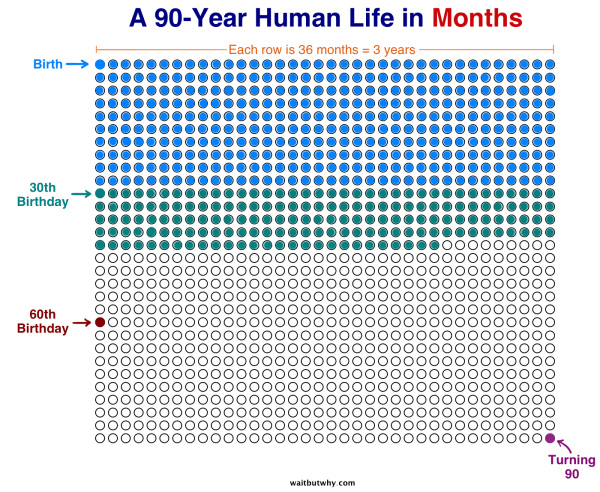 A 90-Year Human Life in Months
Each row is 36 months = 3 years
Birth
30th
Birthday
60th
Birthday
Turning
90
waitbutwhy.com